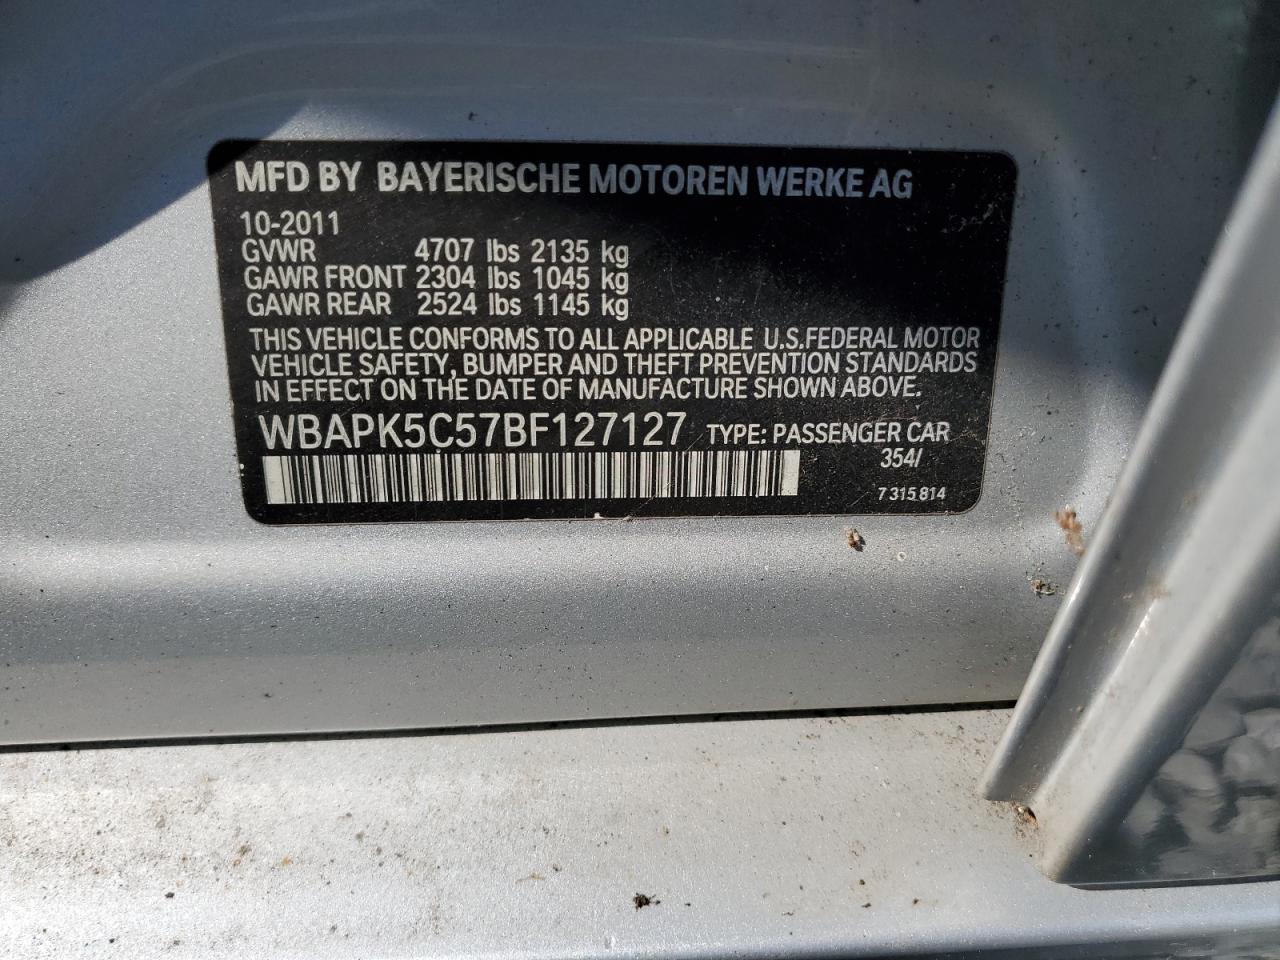 MFD BY BAYERISCHE MOTOREN WERKE AG
10-2011
GVWR 4707 lbs 2135 kg
GAWR FRONT 2304 lbs 1045 kg
GAWR REAR 2524 lbs 1145 kg
THIS VEHICLE CONFORMS TO ALL APPLICABLE U.S.FEDERAL MOTOR
VEHICLE SAFETY, BUMPER AND THEFT PREVENTION STANDARDS
IN EFFECT ON THE DATE OF MANUFACTURE SHOWN ABOVE.
WBAPK5C57BF127127 TYPE: PASSENGER CAR
354/
7 315 814